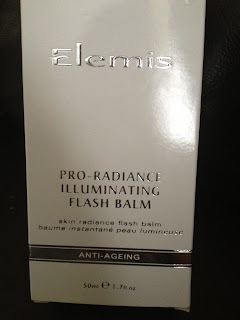 Elemis
PRO-RADIANCE
ILLUMINATING
FLASH BALM
skin radiance flash balm
baume instantané peau lumineuse
ANTI-AGEING
50ml ℮ 1.7fl oz